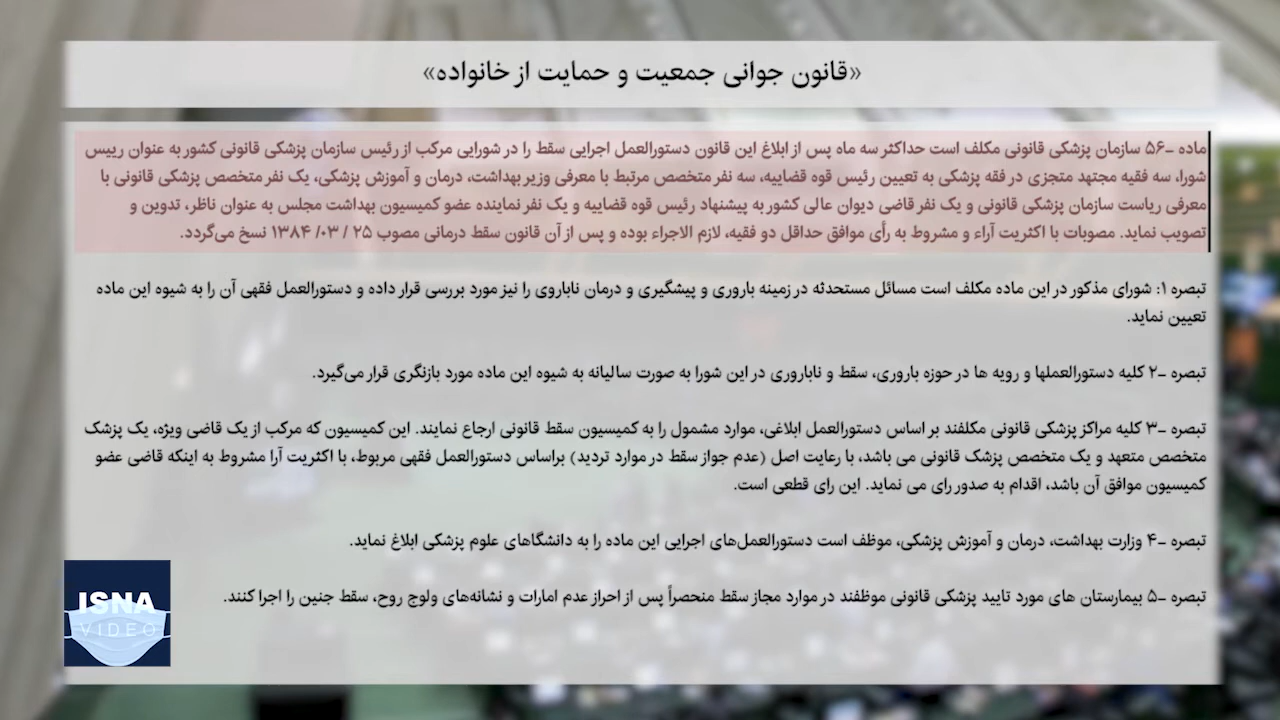 «قانون جوانی جمعیت و حمایت از خانواده»
ماده -۵۶ سازمان پزشکی قانونی مکلف است حداکثر سه ماه پس از ابلاغ این قانون دستورالعمل اجرایی سقط را در شورایی مرکب از رئیس سازمان پزشکی قانونی کشور به عنوان رییس
شورا، سه فقیه مجتهد متجزی در فقه پزشکی به تعیین رئیس قوه قضاییه، سه نفر متخصص مرتبط با معرفی وزیر بهداشت، درمان و آموزش پزشکی، یک نفر متخصص پزشکی قانونی با
معرفی ریاست سازمان پزشکی قانونی و یک نفر قاضی دیوان عالی کشور به پیشنهاد رئیس قوه قضاییه و یک نفر نماینده عضو کمیسیون بهداشت مجلس به عنوان ناظر، تدوین و
تصویب نماید. مصوبات با اکثریت آراء و مشروط به رأی موافق حداقل دو فقیه، لازم الاجراء بوده و پس از آن قانون سقط درمانی مصوب ۲۵ / ۰۳/ ۱۳۸۴ نسخ می‌گردد.
تبصره ۱: شورای مذکور در این ماده مکلف است مسائل مستحدثه در زمینه باروری و پیشگیری و درمان ناباروی را نیز مورد بررسی قرار داده و دستورالعمل فقهی آن را به شیوه این ماده
تعیین نماید.
تبصره -۲ کلیه دستورالعملها و رویه ها در حوزه باروری، سقط و ناباروری در این شورا به صورت سالیانه به شیوه این ماده مورد بازنگری قرار می‌گیرد.
تبصره -۳ کلیه مراکز پزشکی قانونی مکلفند بر اساس دستورالعمل ابلاغی، موارد مشمول را به کمیسیون سقط قانونی ارجاع نمایند. این کمیسیون که مرکب از یک قاضی ویژه، یک پزشک
متخصص متعهد و یک متخصص پزشک قانونی می باشد، با رعایت اصل (عدم جواز سقط در موارد تردید) براساس دستورالعمل فقهی مربوط، با اکثریت آرا مشروط به اینکه قاضی عضو
کمیسیون موافق آن باشد، اقدام به صدور رای می نماید. این رای قطعی است.
تبصره -۴ وزارت بهداشت، درمان و آموزش پزشکی، موظف است دستورالعمل‌های اجرایی این ماده را به دانشگاهای علوم پزشکی ابلاغ نماید.
تبصره -۵ بیمارستان های مورد تایید پزشکی قانونی موظفند در موارد مجاز سقط منحصراً پس از احراز عدم امارات و نشانه‌های ولوج روح، سقط جنین را اجرا کنند.
ISNA
VIDEO